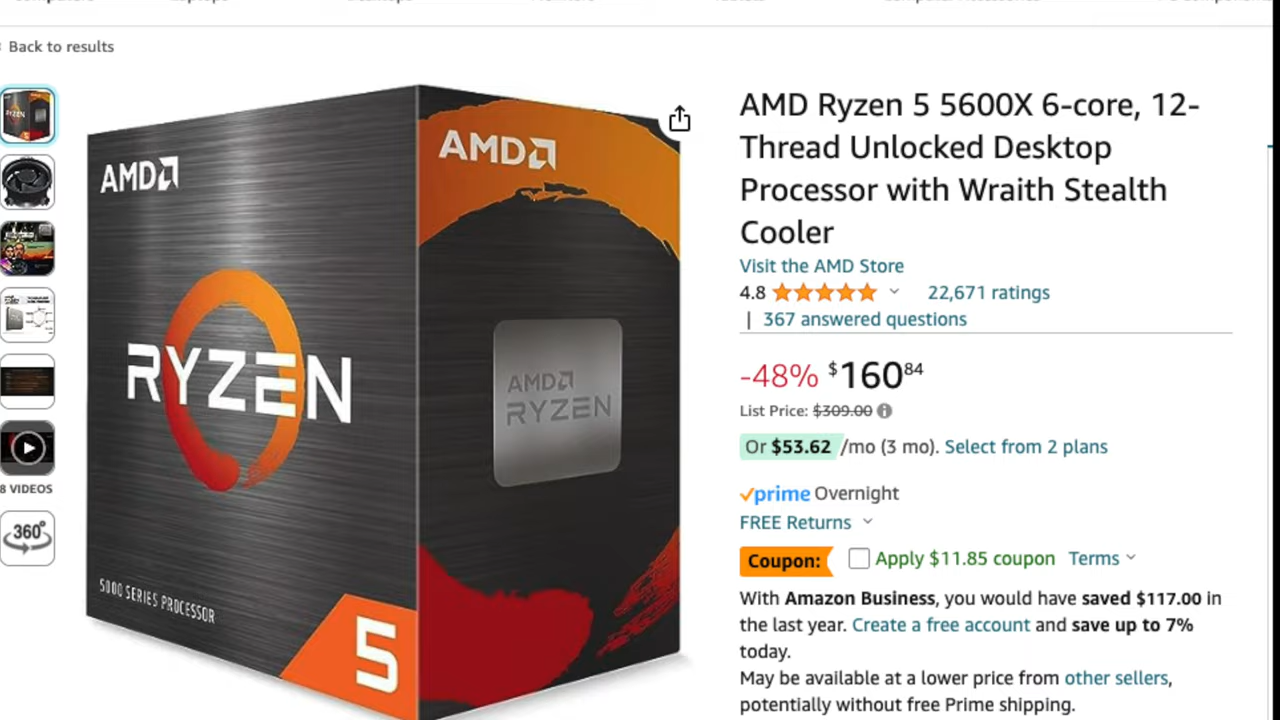 Back to results
AMD
AMD
RYZEN
AMD
RYZEN
5000 SERIES PROCESSOR
5
8 VIDEOS
360°
AMD Ryzen 5 5600X 6-core, 12-
Thread Unlocked Desktop
Processor with Wraith Stealth
Cooler
Visit the AMD Store
4.8 22,671 ratings
| 367 answered questions
-48% $160⁸⁴
List Price: $309.00
Or $53.62 /mo (3 mo). Select from 2 plans
prime Overnight
FREE Returns
Coupon: Apply $11.85 coupon Terms
With Amazon Business, you would have saved $117.00 in
the last year. Create a free account and save up to 7%
today.
May be available at a lower price from other sellers,
potentially without free Prime shipping.